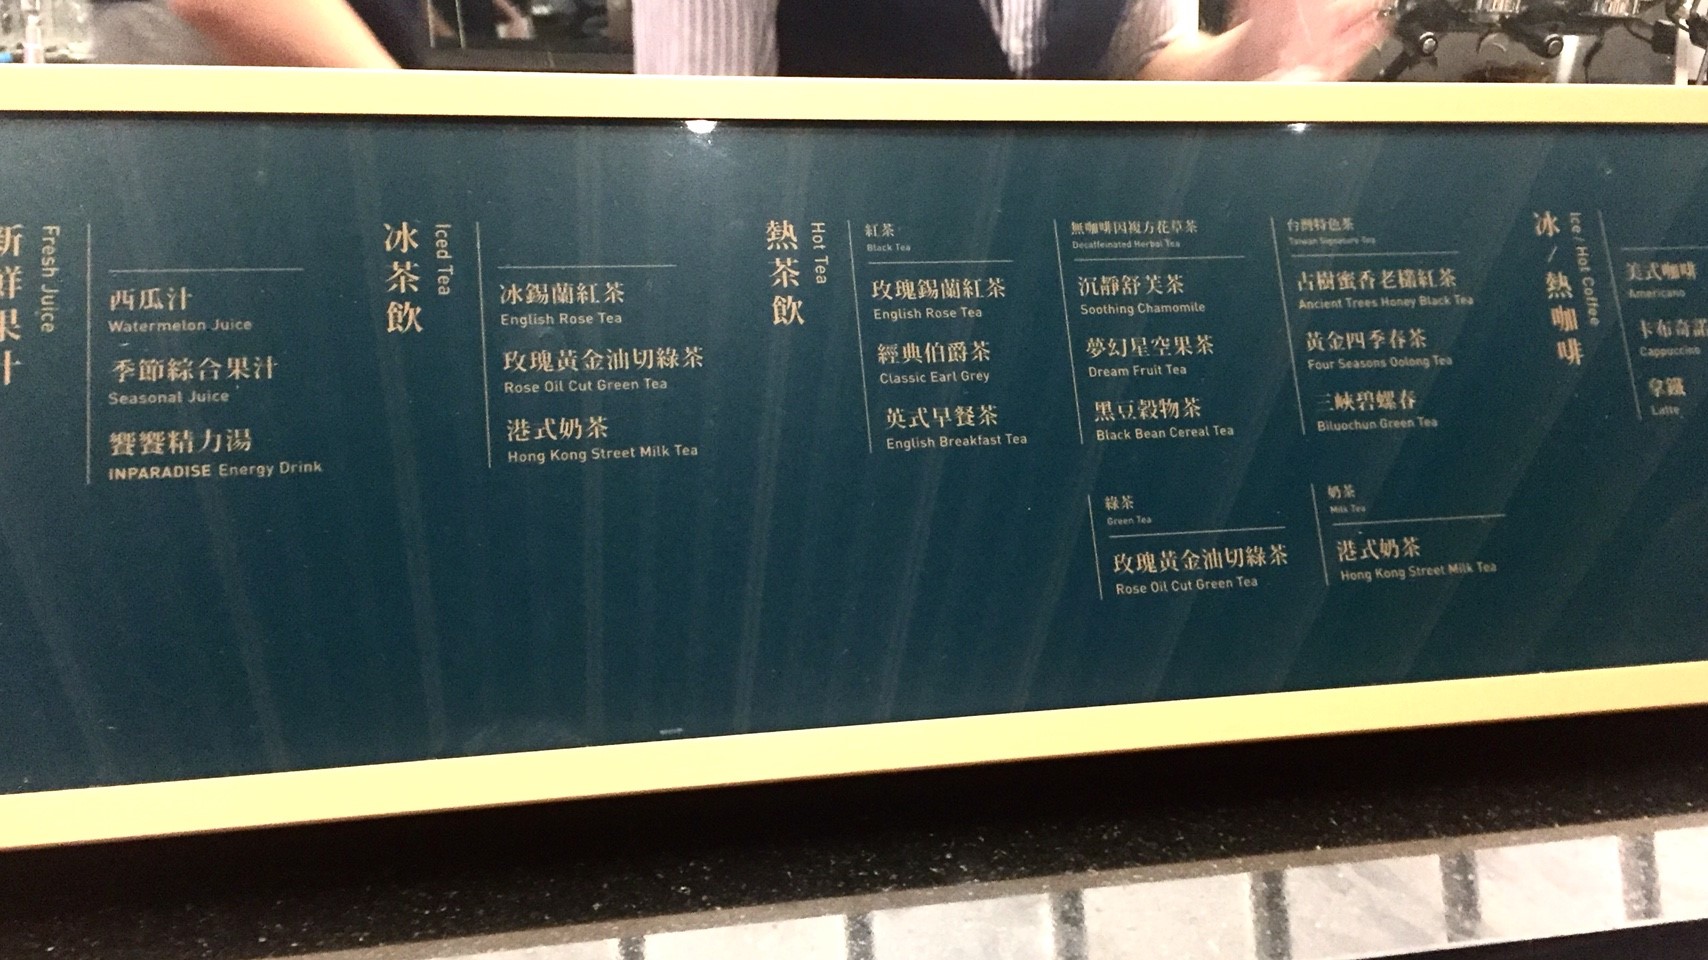 新鮮果汁
Fresh Juice
西瓜汁
Watermelon Juice
季節綜合果汁
Seasonal Juice
饗饗精力湯
INPARADISE Energy Drink
冰茶飲
Iced Tea
冰錫蘭紅茶
English Rose Tea
玫瑰黃金油切綠茶
Rose Oil Cut Green Tea
港式奶茶
Hong Kong Street Milk Tea
熱茶飲
Hot Tea
紅茶
Black Tea
玫瑰錫蘭紅茶
English Rose Tea
經典伯爵茶
Classic Earl Grey
英式早餐茶
English Breakfast Tea
無咖啡因複方花草茶
Decaffeinated Herbal Tea
沉靜舒芙茶
Soothing Chamomile
夢幻星空果茶
Dream Fruit Tea
黑豆穀物茶
Black Bean Cereal Tea
綠茶
Green Tea
玫瑰黃金油切綠茶
Rose Oil Cut Green Tea
台灣特色茶
Taiwan Signature Tea
古樹蜜香老欉紅茶
Ancient Trees Honey Black Tea
黃金四季春茶
Four Seasons Oolong Tea
三峽碧螺春
Biluochun Green Tea
奶茶
Milk Tea
港式奶茶
Hong Kong Street Milk Tea
冰/熱咖啡
Ice/Hot Coffee
美式咖啡
Americano
卡布奇諾
Cappuccino
拿鐵
Latte